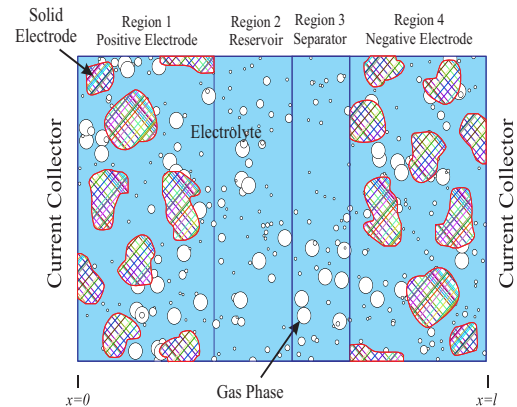 Solid
Electrode
Region 1
Positive Electrode
Region 2
Reservoir
Region 3
Separator
Region 4
Negative Electrode
Electrolyte
Current Collector
Current Collector
Gas Phase
x=0
x=l